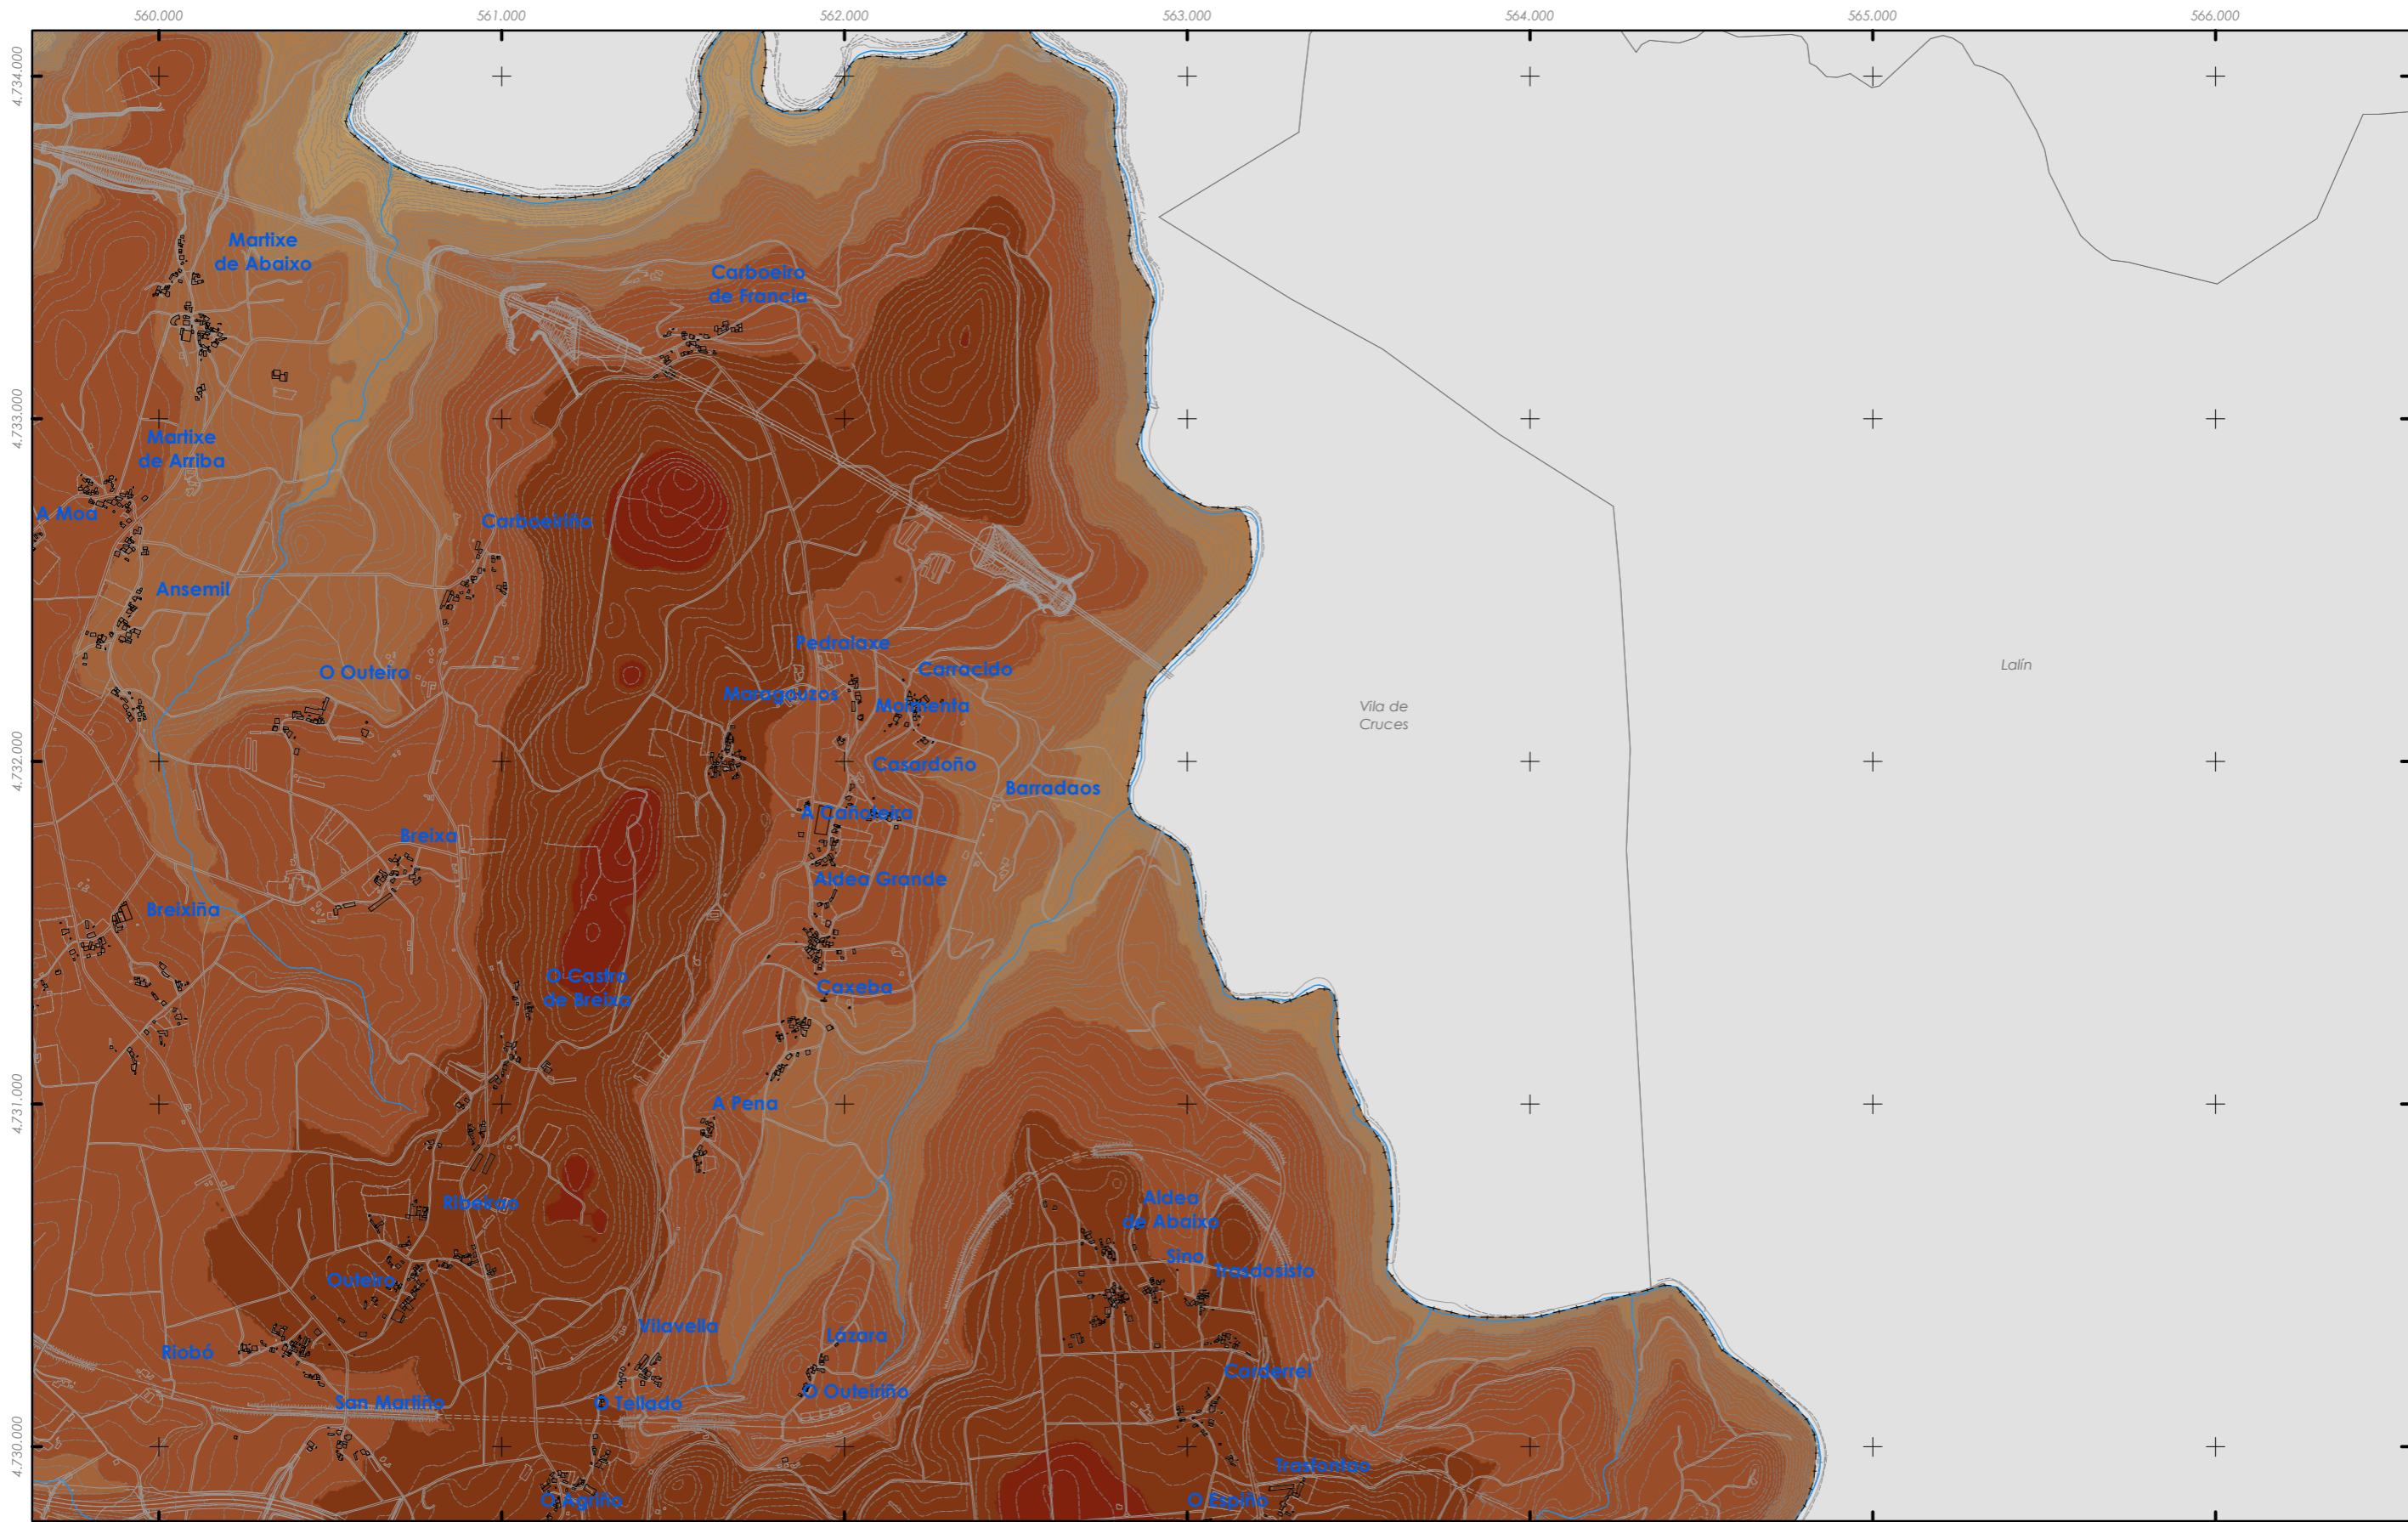 560.000
561.000
562.000
563.000
564.000
565.000
566.000
4.734.000
4.733.000
4.732.000
4.731.000
4.730.000
Martixe
de Abaixo
Carboeiro
de Francia
Martixe
de Arriba
A Moa
Carboeiriño
Ansemil
Pedralaxe
O Outeiro
Carracido
Maragouzos
Moimenta
Vila de
Cruces
Lalín
Casardoño
Barradaos
A Cañoteira
Breixa
Aldea Grande
Breixiña
O Castro
de Breixa
Caxeba
A Pena
Ribeirao
Aldea
de Abaixo
Sino
Trasdosisto
Outeiro
Vilavella
Lázara
Riobó
Carderrei
O Outeiriño
San Martiño
O Tellado
Trasfontao
O Agriño
O Espiño